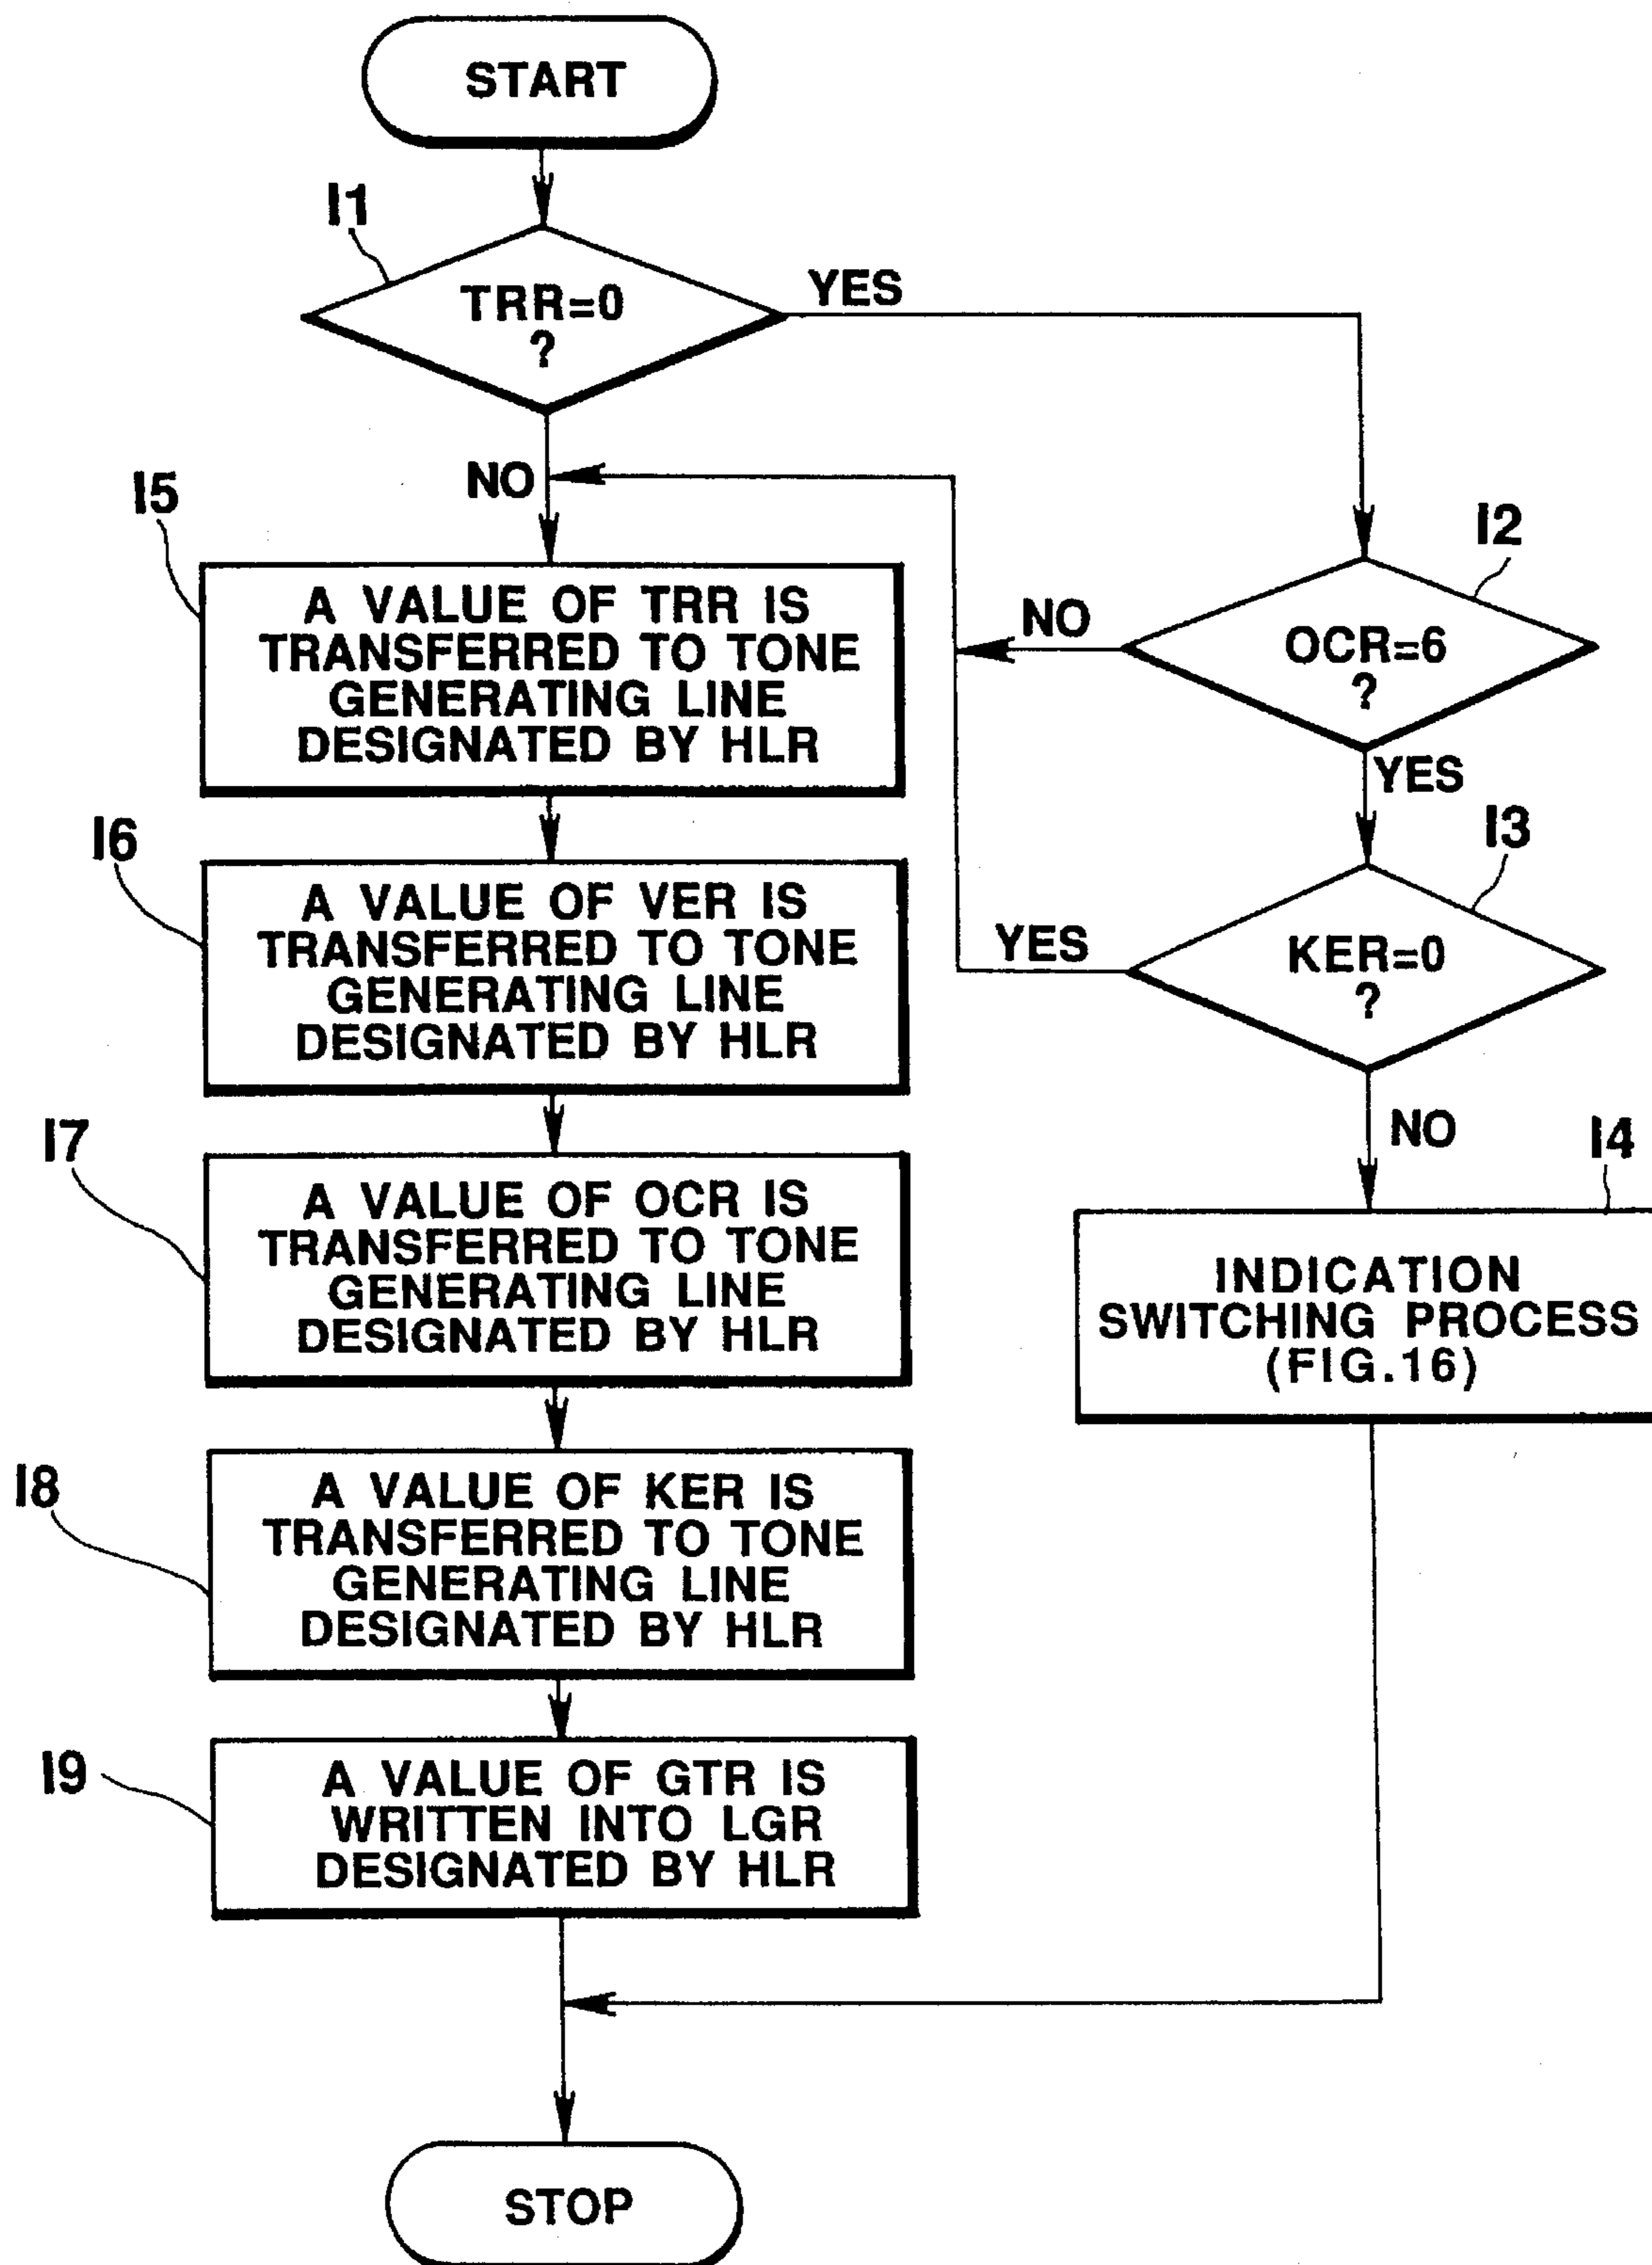 START
I1
TRR=0
?
YES
NO
I5
A VALUE OF TRR IS
TRANSFERRED TO TONE
GENERATING LINE
DESIGNATED BY HLR
I2
NO
OCR=6
?
YES
I6
A VALUE OF VER IS
TRANSFERRED TO TONE
GENERATING LINE
DESIGNATED BY HLR
I3
YES
KER=0
?
NO
I7
A VALUE OF OCR IS
TRANSFERRED TO TONE
GENERATING LINE
DESIGNATED BY HLR
I4
INDICATION
SWITCHING PROCESS
(FIG.16)
I8
A VALUE OF KER IS
TRANSFERRED TO TONE
GENERATING LINE
DESIGNATED BY HLR
I9
A VALUE OF GTR IS
WRITTEN INTO LGR
DESIGNATED BY HLR
STOP